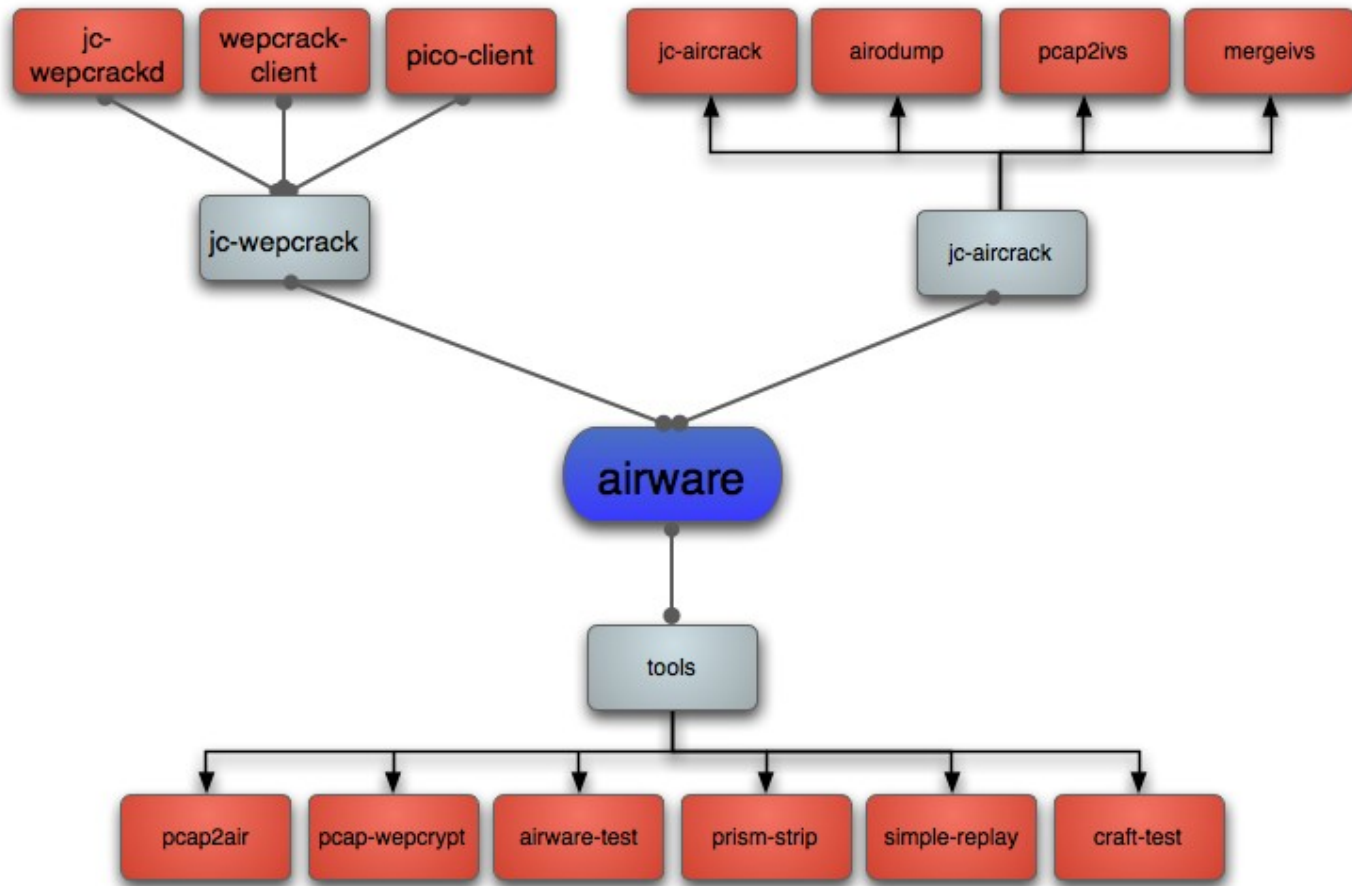 jc-
wepcrackd
wepcrack-
client
pico-client
jc-aircrack
airodump
pcap2ivs
mergeivs
jc-wepcrack
jc-aircrack
airware
tools
pcap2air
pcap-wepcrypt
airware-test
prism-strip
simple-replay
craft-test